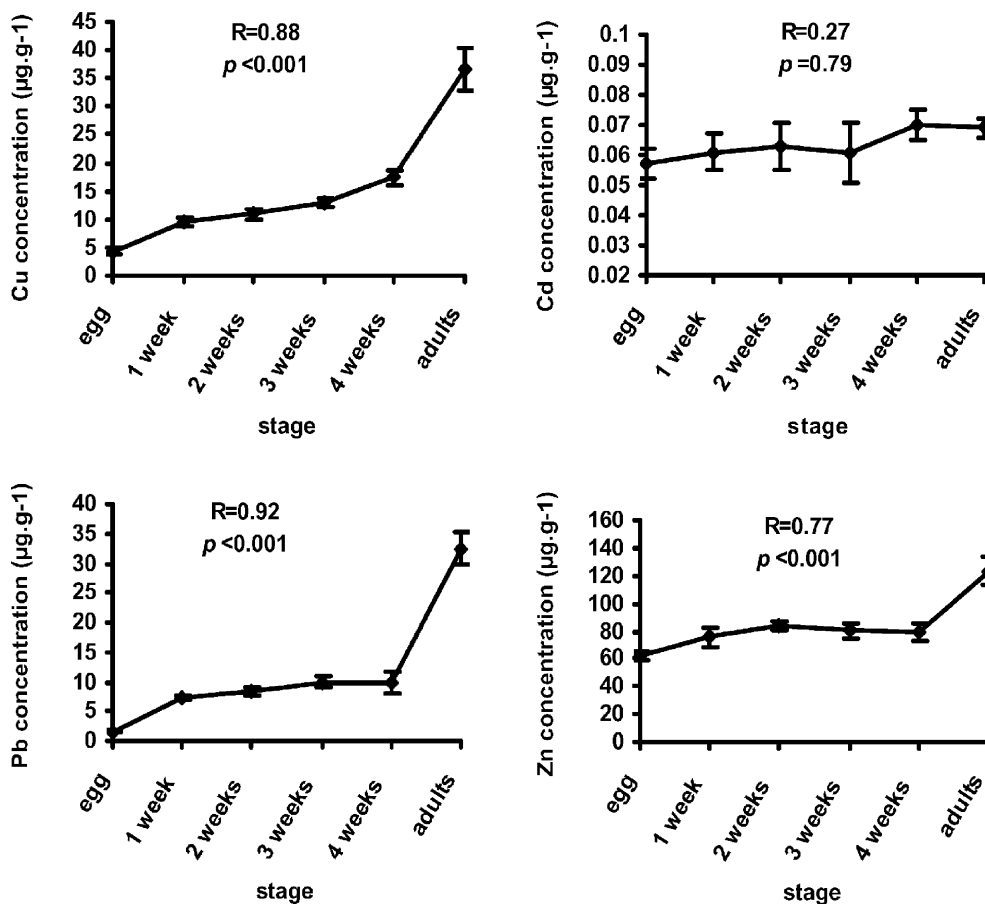 Cu concentration (µg.g-1)
R=0.88
p <0.001
45
40
35
30
25
20
15
10
5
0
egg
1 week
2 weeks
3 weeks
4 weeks
adults
stage
Cd concentration (µg.g-1)
R=0.27
p =0.79
0.1
0.09
0.08
0.07
0.06
0.05
0.04
0.03
0.02
egg
1 week
2 weeks
3 weeks
4 weeks
adults
stage
Pb concentration (µg.g-1)
R=0.92
p <0.001
40
35
30
25
20
15
10
5
0
egg
1 week
2 weeks
3 weeks
4 weeks
adults
stage
Zn concentration (µg.g-1)
R=0.77
p <0.001
160
140
120
100
80
60
40
20
0
egg
1 week
2 weeks
3 weeks
4 weeks
adults
stage